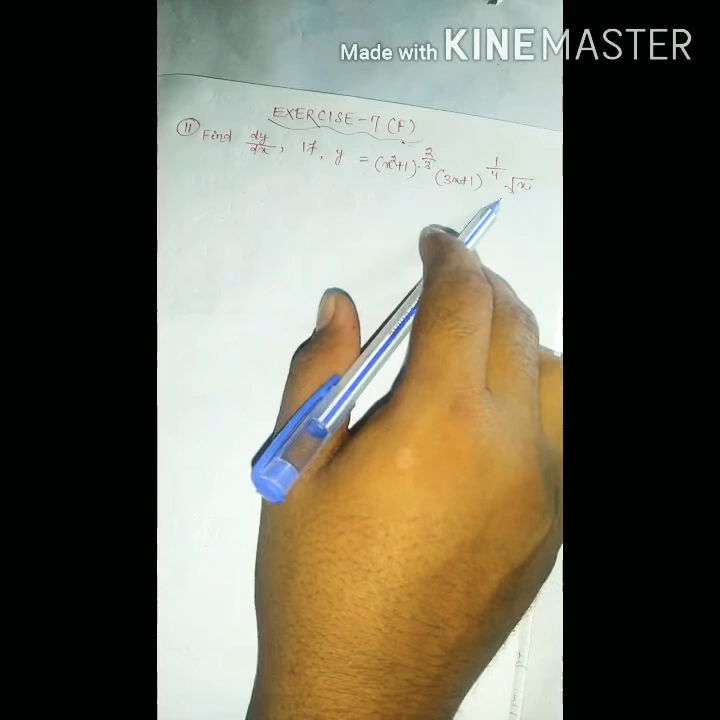 Made with KINEMASTER
EXERCISE-7 (F)
(11) Find dy/dx, If, y = (x²+1)^2/3 (3x+1)^1/4 √x